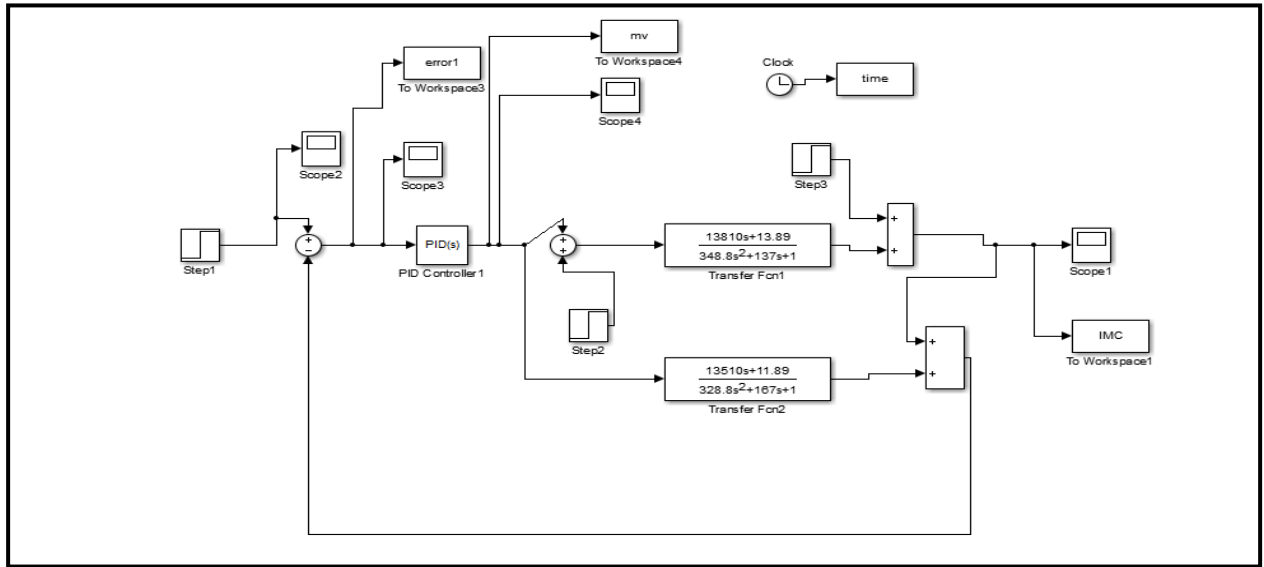 mv
To Workspace4
error1
To Workspace3
Clock
time
Scope4
Scope2
Scope3
Step3
Step1
+
−
PID(s)
PID Controller1
+
+
13810s+13.89
348.8s²+137s+1
Transfer Fcn1
+
+
Scope1
Step2
+
+
IMC
To Workspace1
13510s+11.89
328.8s²+167s+1
Transfer Fcn2